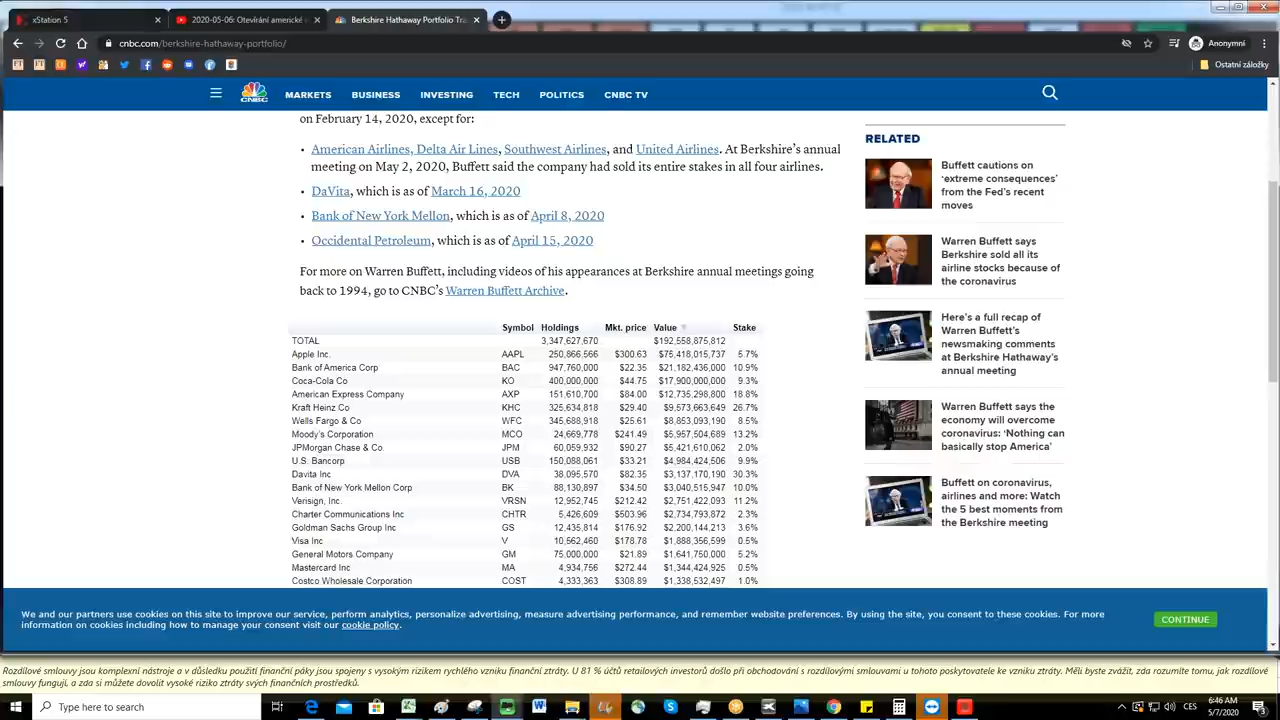 xStation 5
2020-05-06: Otevírání americké v
Berkshire Hathaway Portfolio Tra
cnbc.com/berkshire-hathaway-portfolio/
Anonymní
Ostatní záložky
MARKETS BUSINESS INVESTING TECH POLITICS CNBC TV
on February 14, 2020, except for:
• American Airlines, Delta Air Lines, Southwest Airlines, and United Airlines. At Berkshire's annual
meeting on May 2, 2020, Buffett said the company had sold its entire stakes in all four airlines.
• DaVita, which is as of March 16, 2020
• Bank of New York Mellon, which is as of April 8, 2020
• Occidental Petroleum, which is as of April 15, 2020
For more on Warren Buffett, including videos of his appearances at Berkshire annual meetings going
back to 1994, go to CNBC's Warren Buffett Archive.
Symbol Holdings Mkt. price Value Stake
TOTAL 3,347,627,670 $192,558,875,812
Apple Inc. AAPL 250,866,566 $300.63 $75,418,015,737 5.7%
Bank of America Corp BAC 947,760,000 $22.35 $21,182,436,000 10.9%
Coca-Cola Co KO 400,000,000 $44.75 $17,900,000,000 9.3%
American Express Company AXP 151,610,700 $84.00 $12,735,298,800 18.8%
Kraft Heinz Co KHC 325,634,818 $29.40 $9,573,663,649 26.7%
Wells Fargo & Co WFC 345,688,918 $25.61 $8,853,093,190 8.5%
Moody's Corporation MCO 24,669,778 $241.49 $5,957,504,689 13.2%
JPMorgan Chase & Co. JPM 60,059,932 $90.27 $5,421,610,062 2.0%
U.S. Bancorp USB 150,088,061 $33.21 $4,984,424,506 9.9%
Davita Inc DVA 38,095,570 $82.35 $3,137,170,190 30.3%
Bank of New York Mellon Corp BK 88,130,897 $34.50 $3,040,515,947 10.0%
Verisign, Inc. VRSN 12,952,745 $212.42 $2,751,422,093 11.2%
Charter Communications Inc CHTR 5,426,609 $503.96 $2,734,793,872 2.3%
Goldman Sachs Group Inc GS 12,435,814 $176.92 $2,200,144,213 3.6%
Visa Inc V 10,562,460 $178.78 $1,888,356,599 0.5%
General Motors Company GM 75,000,000 $21.89 $1,641,750,000 5.2%
Mastercard Inc MA 4,934,756 $272.44 $1,344,424,925 0.5%
Costco Wholesale Corporation COST 4,333,363 $308.89 $1,338,532,497 1.0%
RELATED
Buffett cautions on
'extreme consequences'
from the Fed's recent
moves
Warren Buffett says
Berkshire sold all its
airline stocks because of
the coronavirus
Here's a full recap of
Warren Buffett's
newsmaking comments
at Berkshire Hathaway's
annual meeting
Warren Buffett says the
economy will overcome
coronavirus: 'Nothing can
basically stop America'
Buffett on coronavirus,
airlines and more: Watch
the 5 best moments from
the Berkshire meeting
We and our partners use cookies on this site to improve our service, perform analytics, personalize advertising, measure advertising performance, and remember website preferences. By using the site, you consent to these cookies. For more
information on cookies including how to manage your consent visit our cookie policy.
CONTINUE
Rozdílové smlouvy jsou komplexní nástroje a v důsledku použití finanční páky jsou spojeny s vysokým rizikem rychlého vzniku finanční ztráty. U 81 % účtů retailových investorů došlo při obchodování s rozdílovými smlouvami u tohoto poskytovatele ke vzniku ztráty. Měli byste zvážit, zda rozumíte tomu, jak rozdílové
smlouvy fungují, a zda si můžete dovolit vysoké riziko ztráty svých finančních prostředků.
Type here to search
CES
6:46 AM
5/7/2020